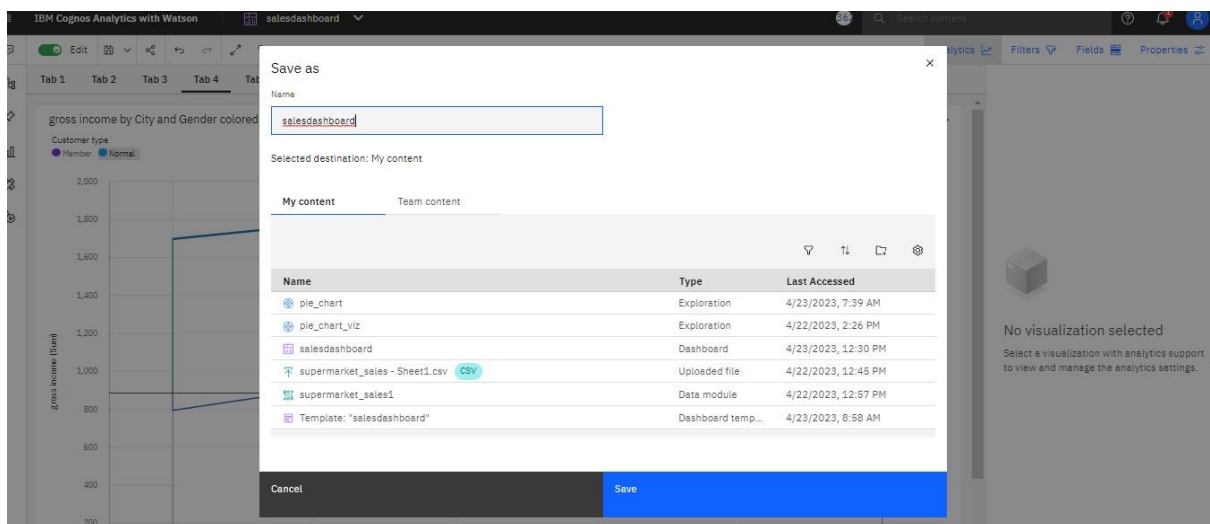 IBM Cognos Analytics with Watson
salesdashboard
Search content
Edit
Analytics
Filters
Fields
Properties
Tab 1
Tab 2
Tab 3
Tab 4
gross income by City and Gender colored
Customer type
Member
Normal
2,000
1,800
1,600
1,400
1,200
1,000
800
600
400
200
gross income (Sum)
Save as
Name
salesdashboard
Selected destination: My content
My content
Team content
Name Type Last Accessed
pie_chart Exploration 4/23/2023, 7:39 AM
pie_chart_viz Exploration 4/22/2023, 2:26 PM
salesdashboard Dashboard 4/23/2023, 12:30 PM
supermarket_sales - Sheet1.csv CSV Uploaded file 4/22/2023, 12:45 PM
supermarket_sales1 Data module 4/22/2023, 12:57 PM
Template: "salesdashboard" Dashboard temp... 4/23/2023, 8:58 AM
Cancel
Save
No visualization selected
Select a visualization with analytics support
to view and manage the analytics settings.